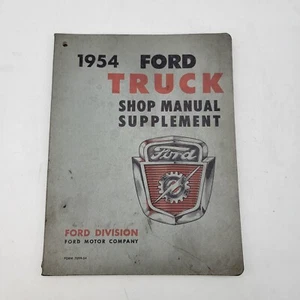 1954 FORD
TRUCK
SHOP MANUAL
SUPPLEMENT
Ford
FORD DIVISION
FORD MOTOR COMPANY